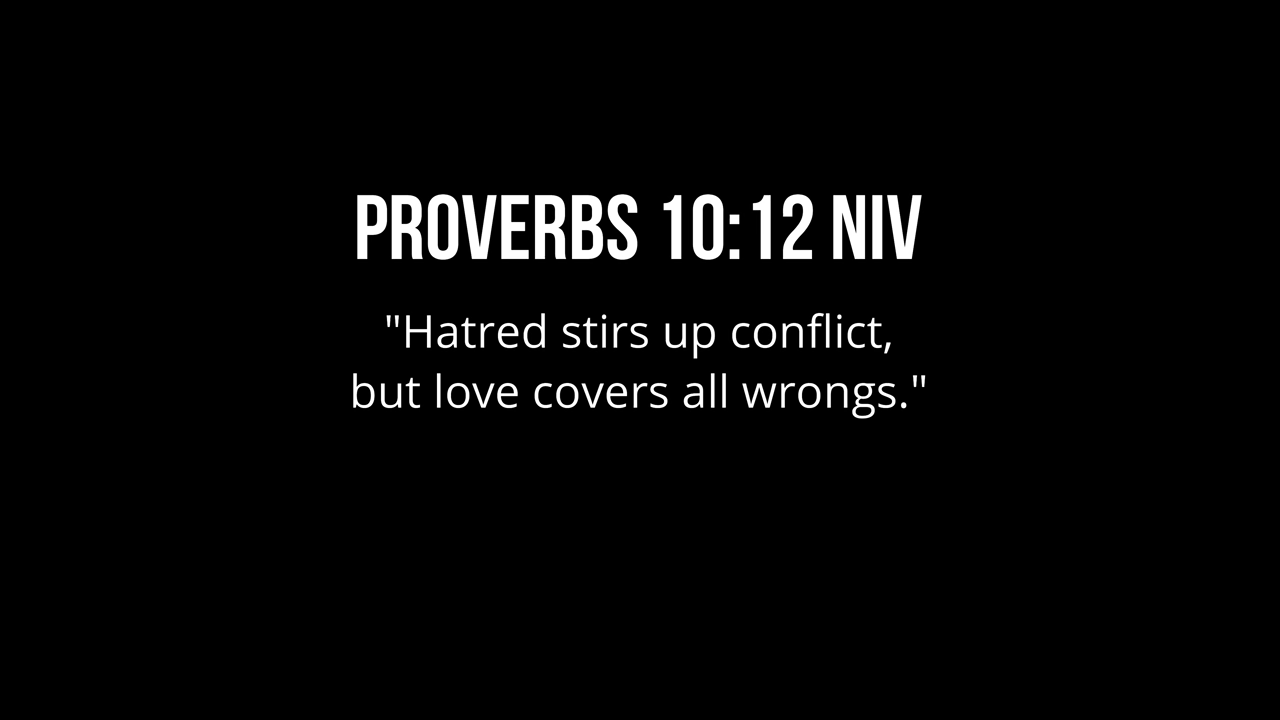 PROVERBS 10:12 NIV
"Hatred stirs up conflict,
but love covers all wrongs."